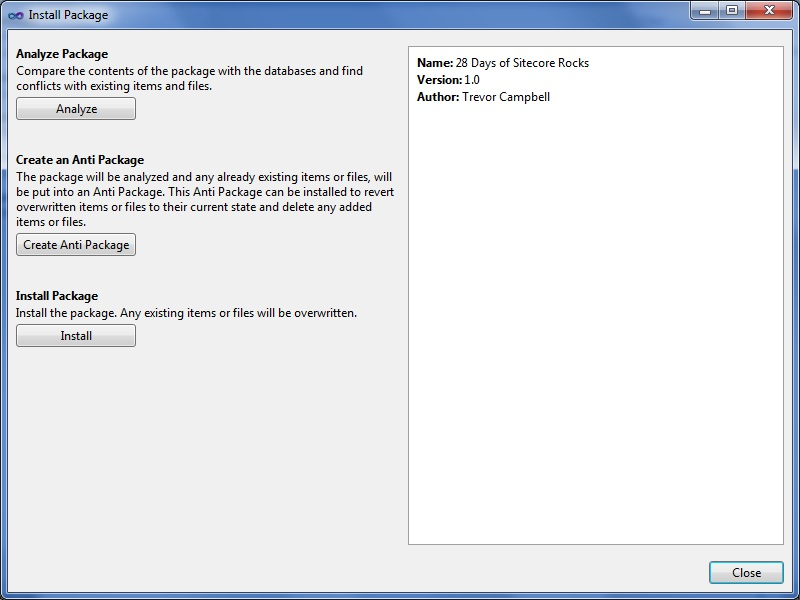 Install Package
Analyze Package
Compare the contents of the package with the databases and find
conflicts with existing items and files.
Analyze
Create an Anti Package
The package will be analyzed and any already existing items or files, will
be put into an Anti Package. This Anti Package can be installed to revert
overwritten items or files to their current state and delete any added
items or files.
Create Anti Package
Install Package
Install the package. Any existing items or files will be overwritten.
Install
Name: 28 Days of Sitecore Rocks
Version: 1.0
Author: Trevor Campbell
Close